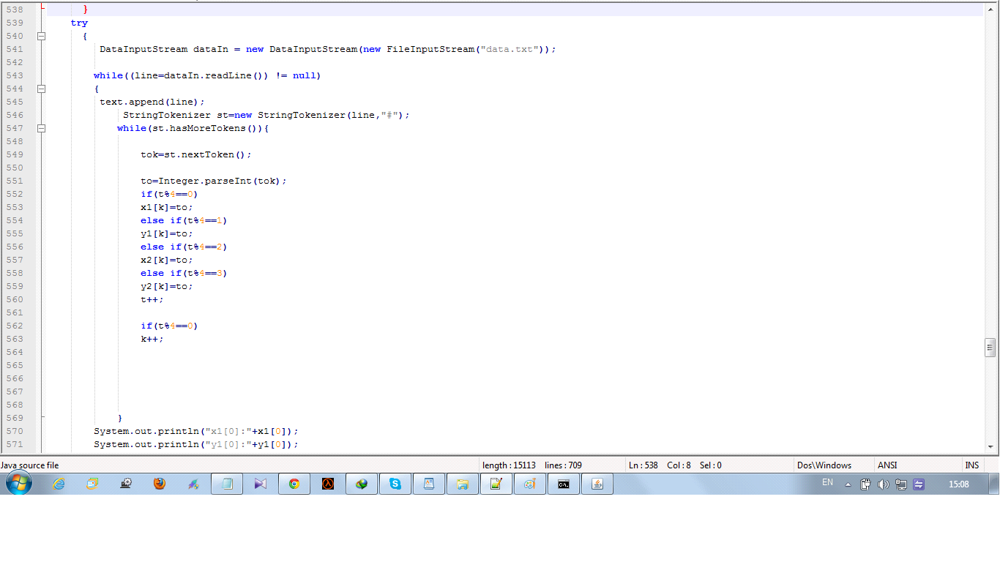 538 }
539 try
540 {
541 DataInputStream dataIn = new DataInputStream(new FileInputStream("data.txt"));
542
543 while((line=dataIn.readLine()) != null)
544 {
545 text.append(line);
546 StringTokenizer st=new StringTokenizer(line,"#");
547 while(st.hasMoreTokens()){
548
549 tok=st.nextToken();
550
551 to=Integer.parseInt(tok);
552 if(t%4==0)
553 x1[k]=to;
554 else if(t%4==1)
555 y1[k]=to;
556 else if(t%4==2)
557 x2[k]=to;
558 else if(t%4==3)
559 y2[k]=to;
560 t++;
561
562 if(t%4==0)
563 k++;
564
565
566
567
568
569 }
570 System.out.println("x1[0]:"+x1[0]);
571 System.out.println("y1[0]:"+y1[0]);
Java source file length : 15113 lines : 709 Ln : 538 Col : 8 Sel : 0 Dos\Windows ANSI INS
EN 15:08